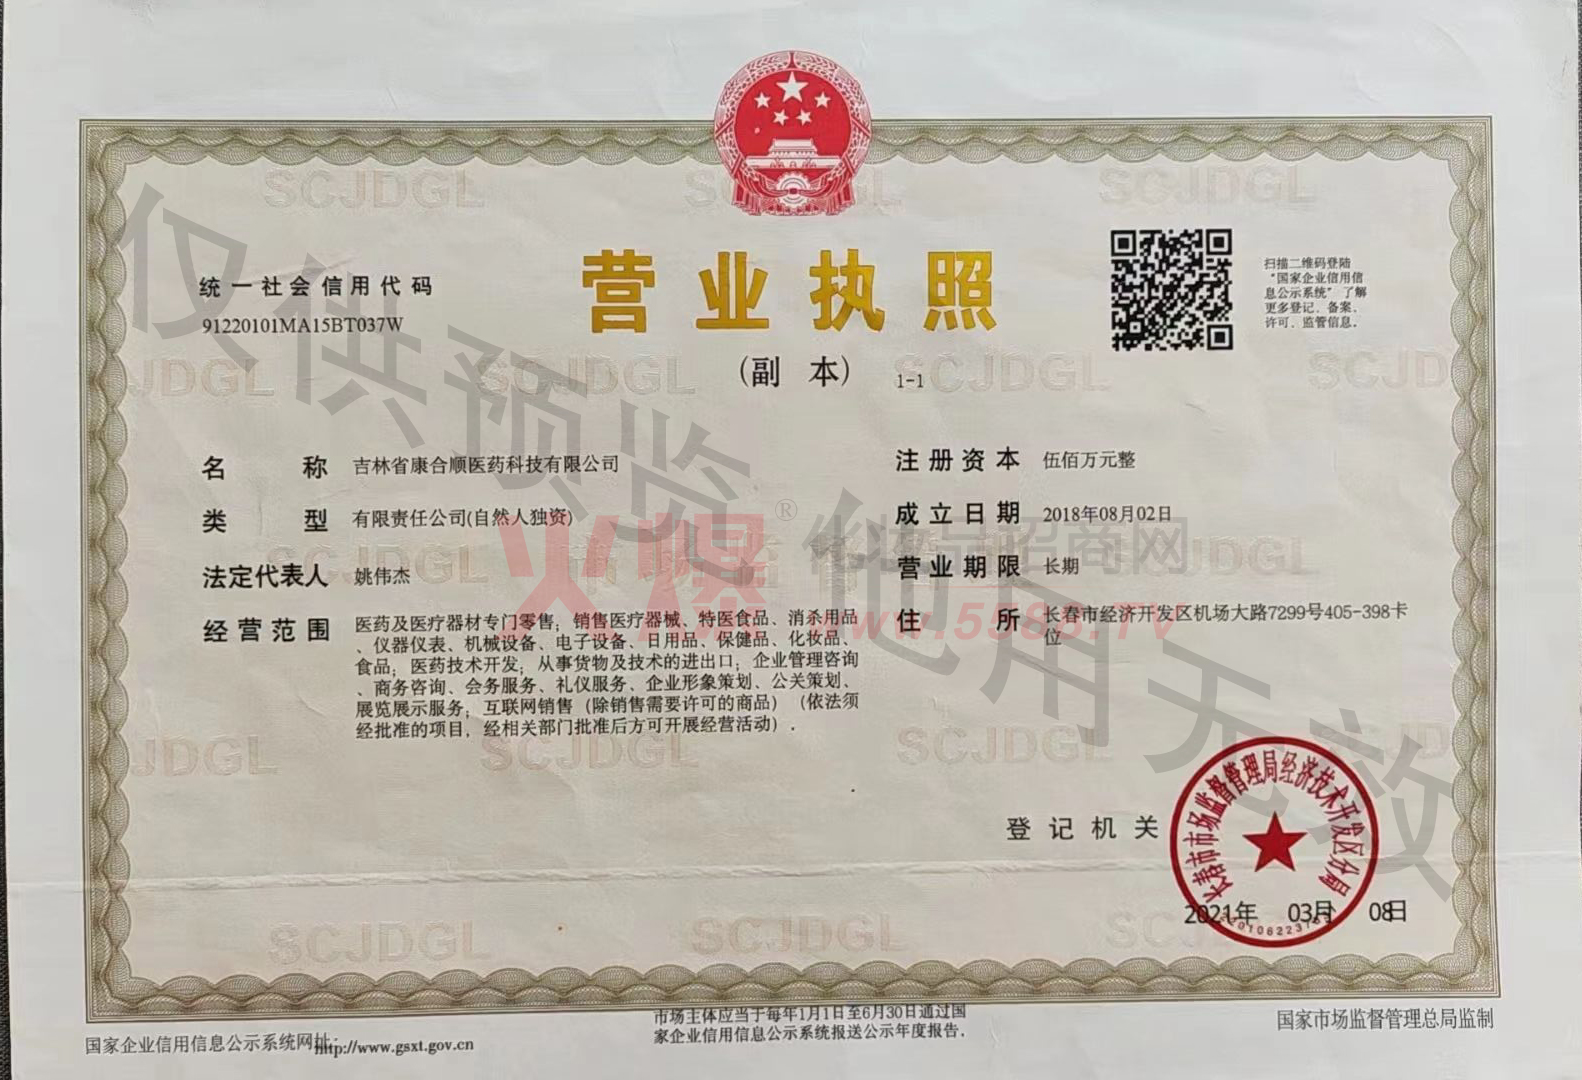 营业执照
(副 本) 1-1
统一社会信用代码
91220101MA15BT037W
扫描二维码登陆
“国家企业信用信
息公示系统”了解
更多登记、备案、
许可、监管信息。
名 称 吉林省康合顺医药科技有限公司
类 型 有限责任公司(自然人独资)
法定代表人 姚伟杰
经营范围 医药及医疗器材专门零售；销售医疗器械、特医食品、消杀用品
、仪器仪表、机械设备、电子设备、日用品、保健品、化妆品、
食品；医药技术开发；从事货物及技术的进出口；企业管理咨询
、商务咨询、会务服务、礼仪服务、企业形象策划、公关策划、
展览展示服务；互联网销售（除销售需要许可的商品）（依法须
经批准的项目，经相关部门批准后方可开展经营活动）.
注册资本 伍佰万元整
成立日期 2018年08月02日
营业期限 长期
住 所 长春市经济开发区机场大路7299号405-398卡
位
登记机关
长春市市场监督管理局经济技术开发区分局
2021年 03月 08日
国家企业信用信息公示系统网址：http://www.gsxt.gov.cn
市场主体应当于每年1月1日至6月30日通过国
家企业信用信息公示系统报送公示年度报告.
国家市场监督管理总局监制
仅供预览 他用无效
火爆®
招商网
www.5588.TV
SCJDGL